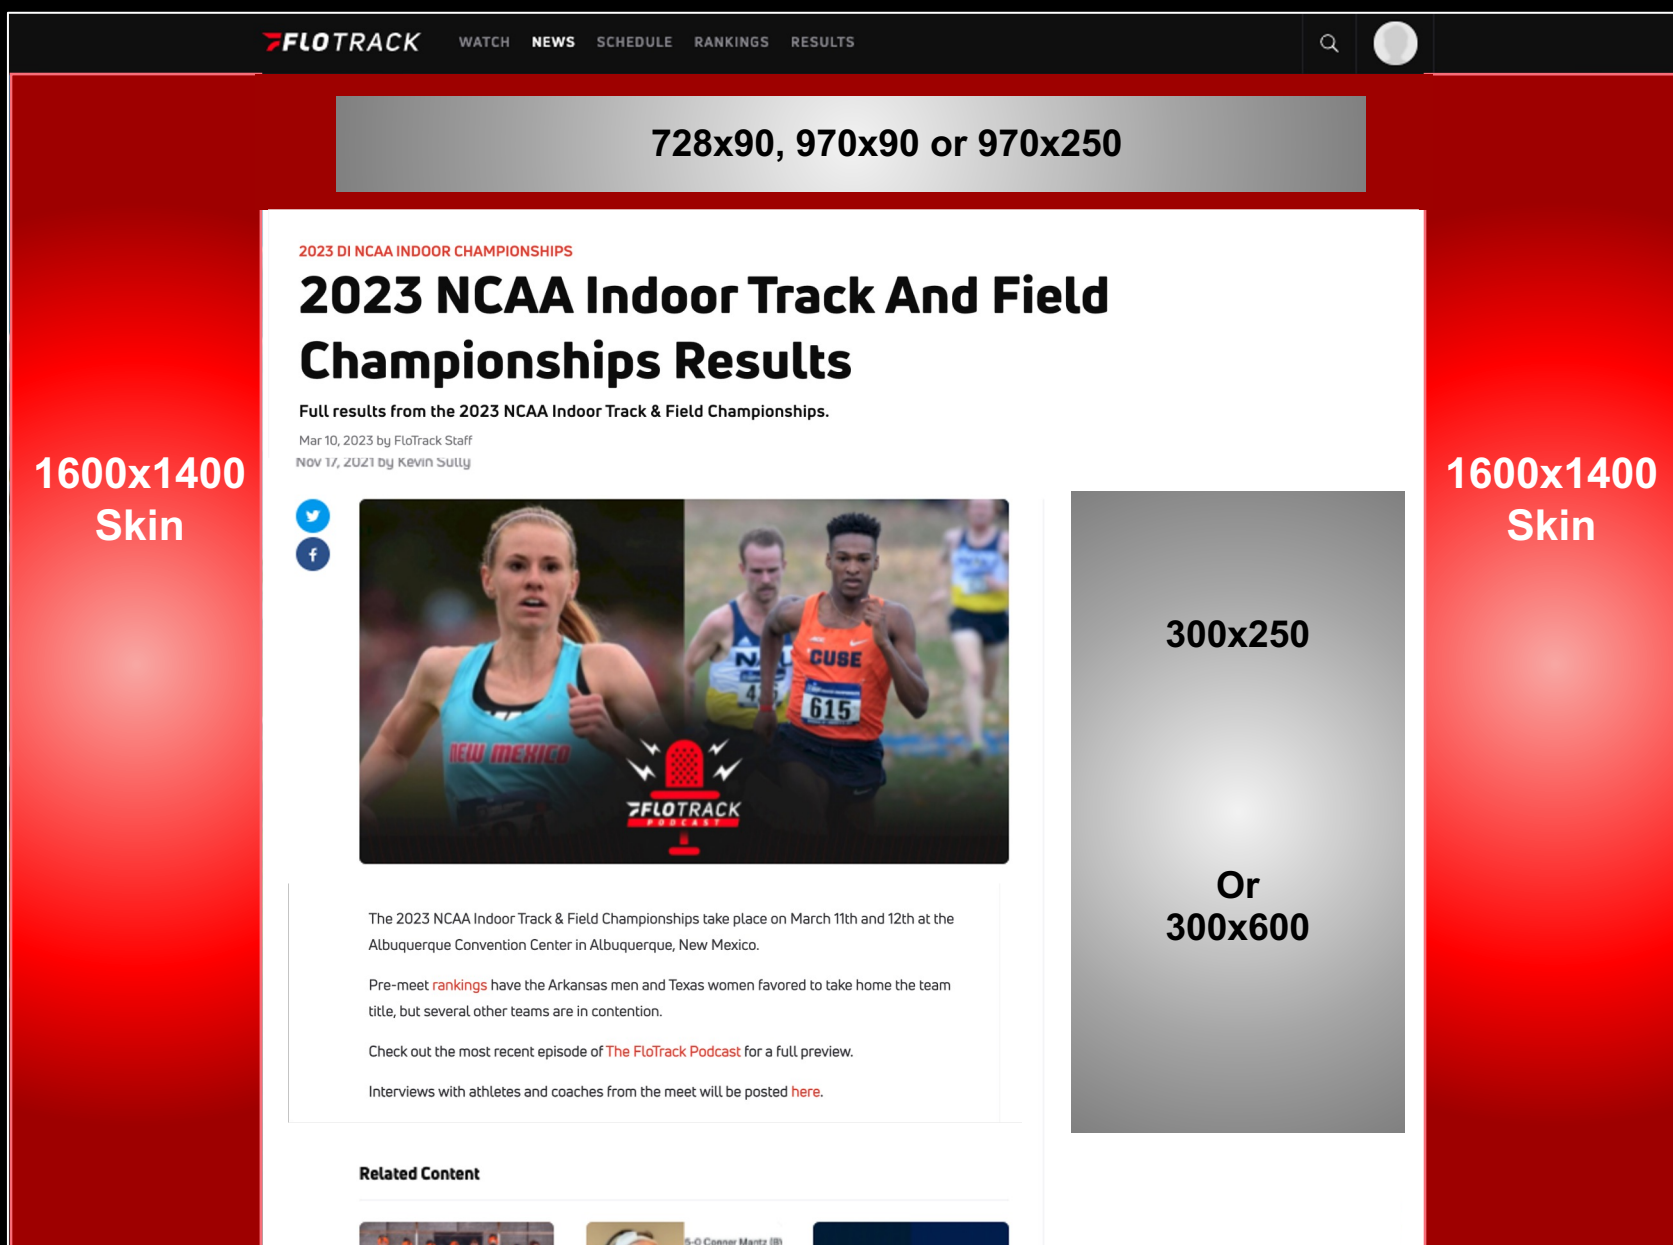 FLOTRACK WATCH NEWS SCHEDULE RANKINGS RESULTS
728x90, 970x90 or 970x250
2023 DI NCAA INDOOR CHAMPIONSHIPS
2023 NCAA Indoor Track And Field
Championships Results
Full results from the 2023 NCAA Indoor Track & Field Championships.
Mar 10, 2023 by FloTrack Staff
Nov 17, 2021 by Kevin Sully
1600x1400
Skin
NAU
CUSE
615
NEW MEXICO
FLOTRACK
PODCAST
300x250
Or
300x600
1600x1400
Skin
The 2023 NCAA Indoor Track & Field Championships take place on March 11th and 12th at the
Albuquerque Convention Center in Albuquerque, New Mexico.
Pre-meet rankings have the Arkansas men and Texas women favored to take home the team
title, but several other teams are in contention.
Check out the most recent episode of The FloTrack Podcast for a full preview.
Interviews with athletes and coaches from the meet will be posted here.
Related Content
5-0 Conner Mantz (B)